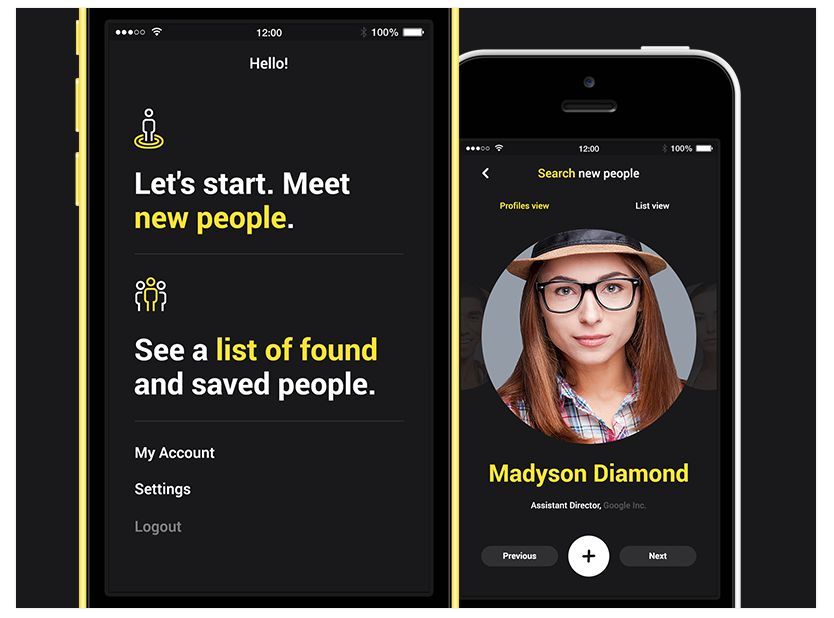 12:00
100%
Hello!
Let's start. Meet
new people.
See a list of found
and saved people.
My Account
Settings
Logout
12:00
100%
Search new people
Profiles view
List view
Madyson Diamond
Assistant Director, Google Inc.
Previous
+
Next